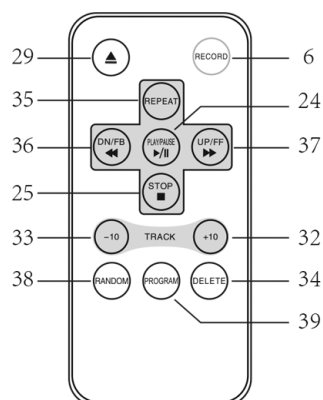 29
RECORD
6
35
REPEAT
24
36
DN/FB
PLAY/PAUSE
UP/FF
37
STOP
25
33
−10
TRACK
+10
32
38
RANDOM
PROGRAM
DELETE
34
39